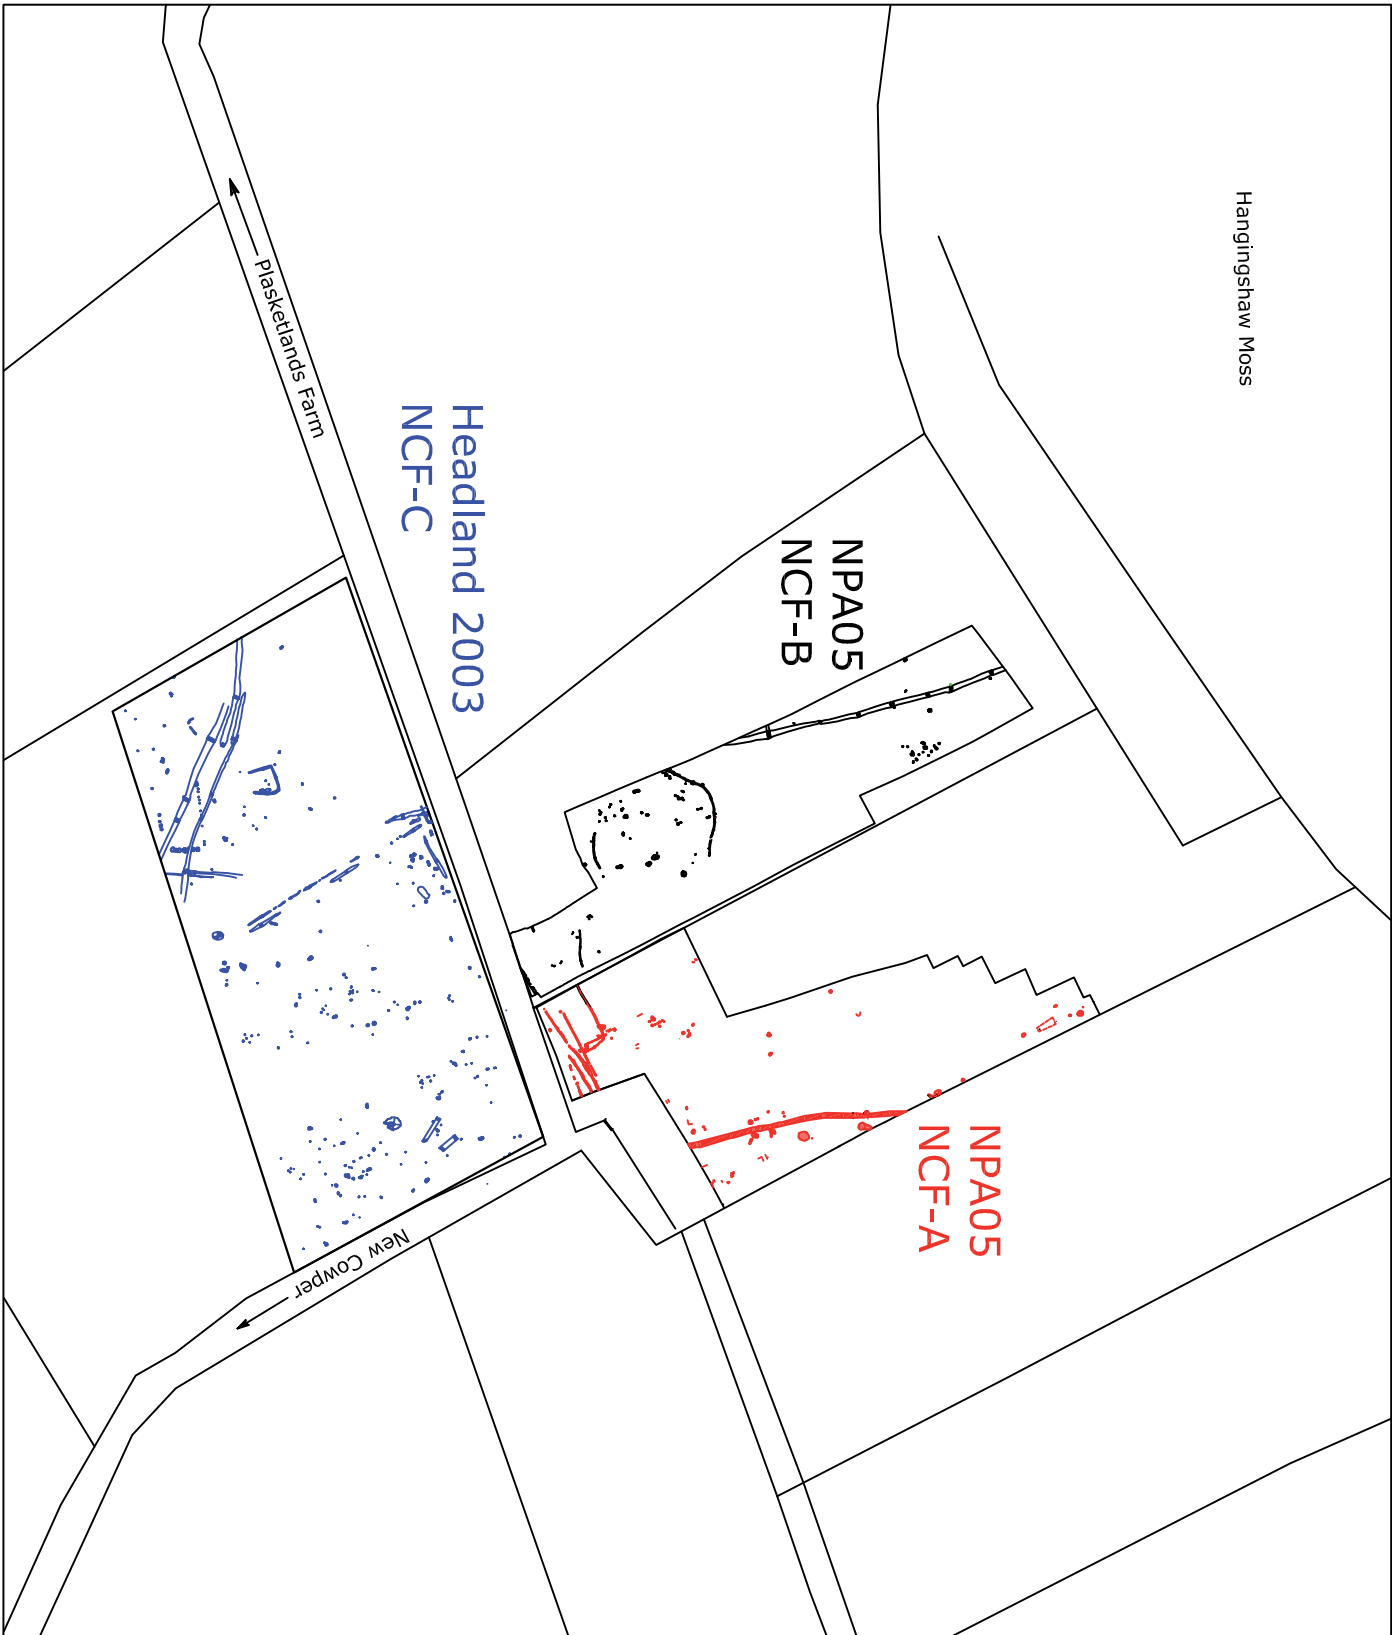 Hangingshaw Moss
NPA05
NCF-B
Headland 2003
NCF-C
Plasketlands Farm
NPA05
NCF-A
New Cowper